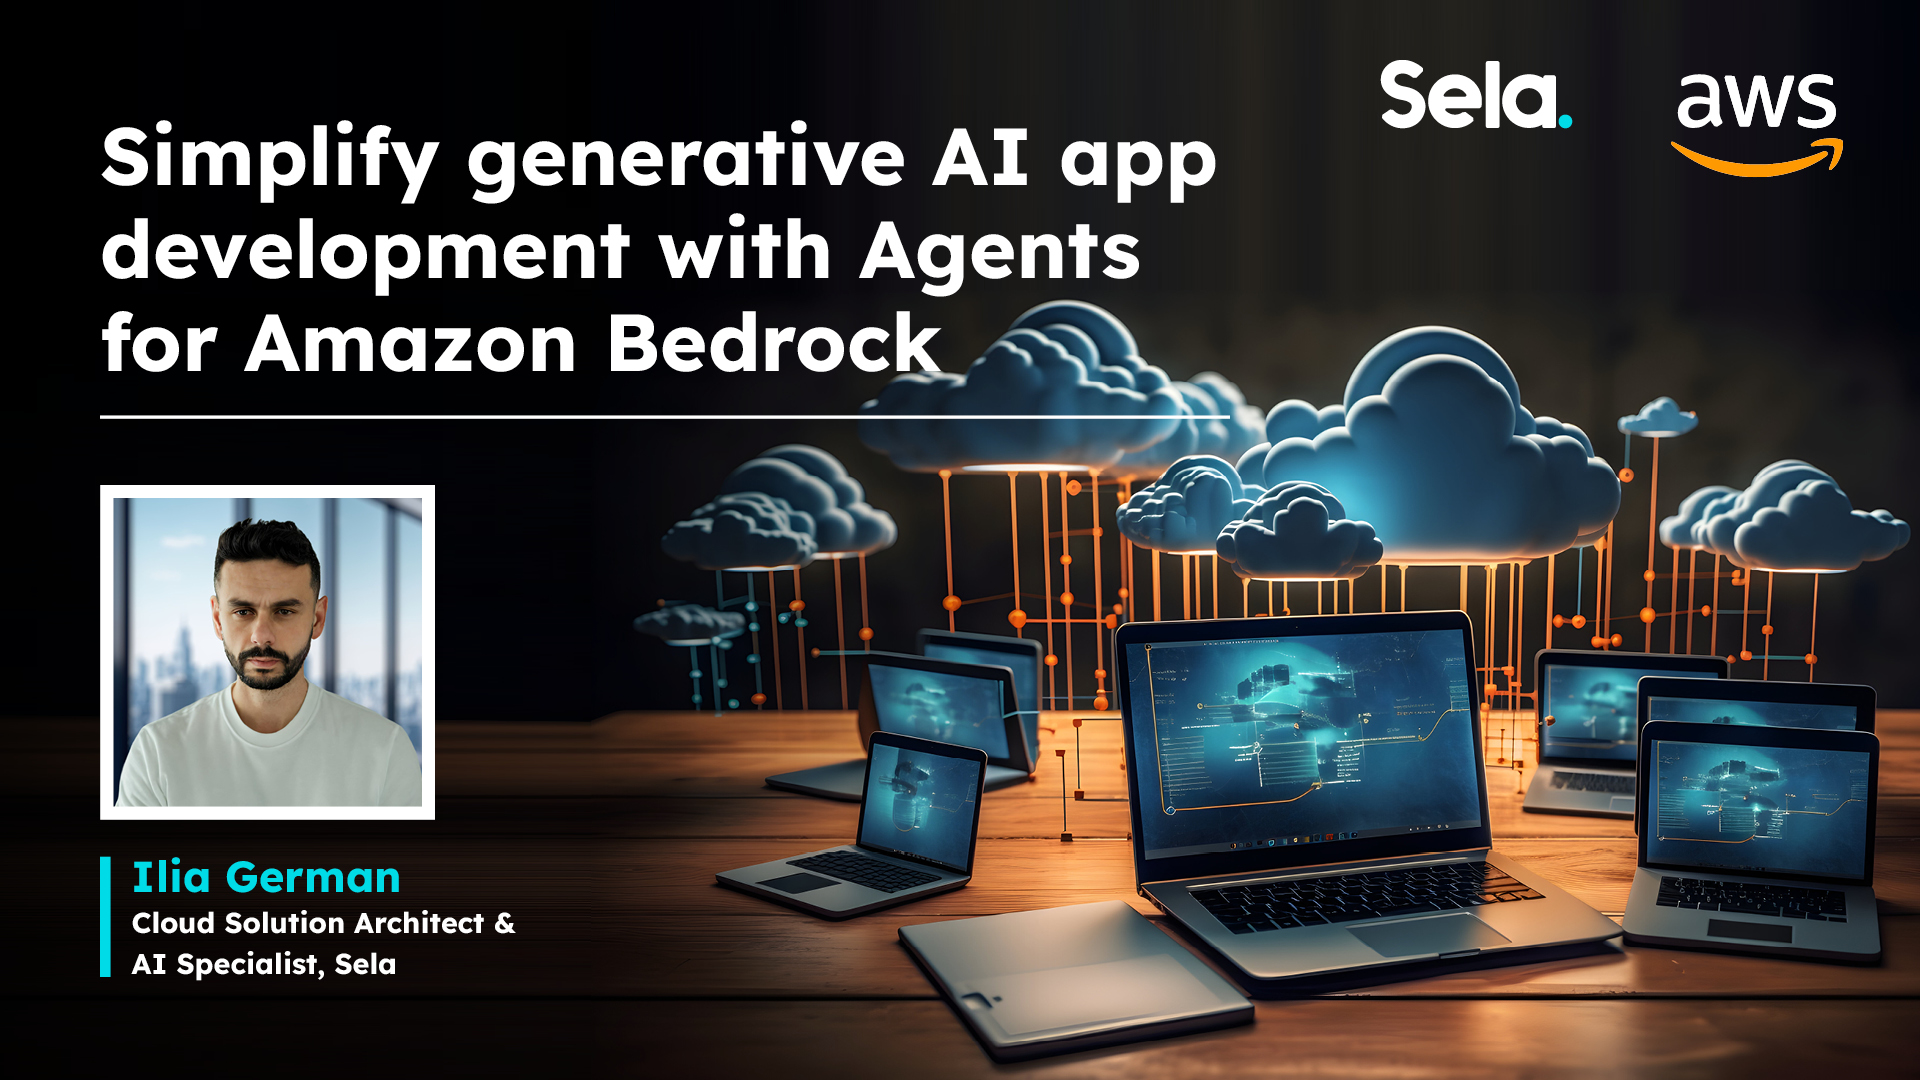 Sela.
aws
Simplify generative AI app
development with Agents
for Amazon Bedrock
Ilia German
Cloud Solution Architect &
AI Specialist, Sela